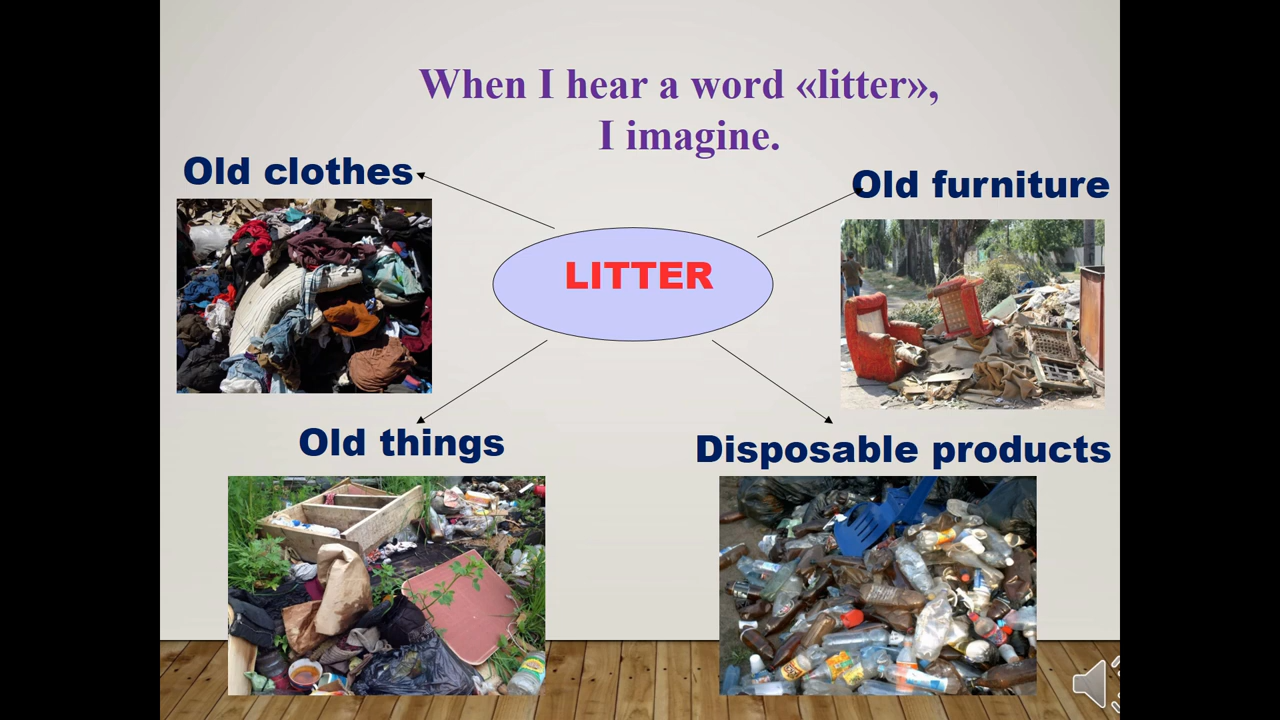 When I hear a word «litter»,
I imagine.
Old clothes
Old furniture
LITTER
Old things
Disposable products